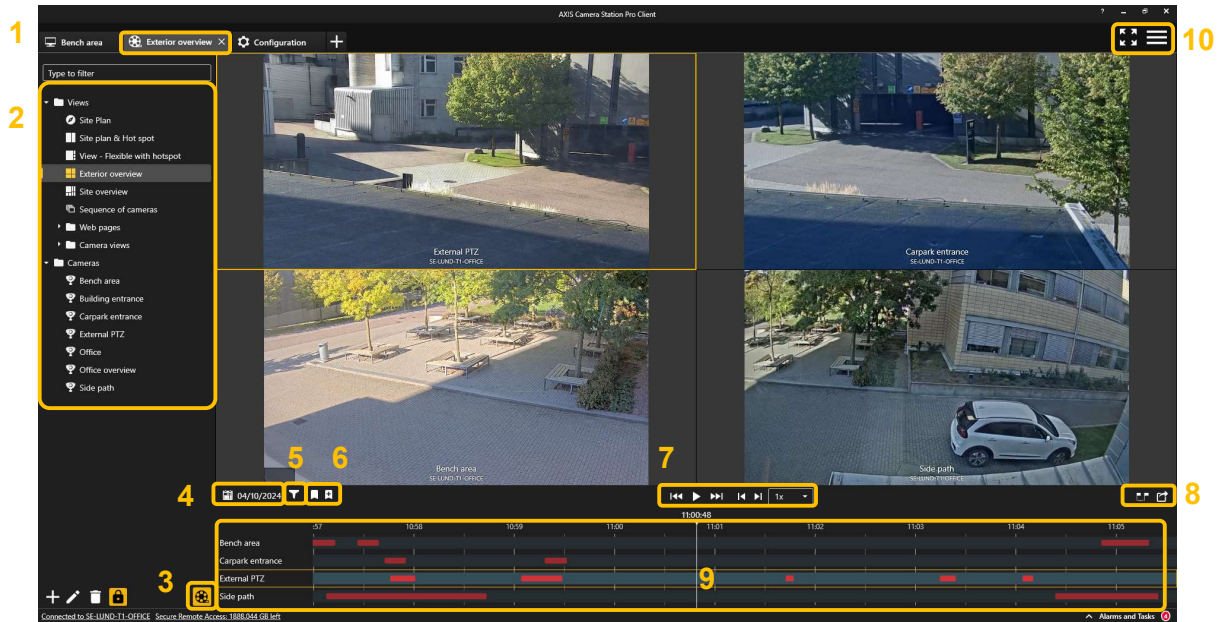 AXIS Camera Station Pro Client
?
1
Bench area
Exterior overview
Configuration
10
Type to filter
2
Views
Site Plan
Site plan & Hot spot
View - Flexible with hotspot
Exterior overview
Site overview
Sequence of cameras
Web pages
Camera views
Cameras
Bench area
Building entrance
Carpark entrance
External PTZ
Office
Office overview
Side path
External PTZ
SE-LUND-T1-OFFICE
Carpark entrance
SE-LUND-T1-OFFICE
Bench area
SE-LUND-T1-OFFICE
Side path
SE-LUND-T1-OFFICE
5 6 7
4 04/10/2024 1x 8
11:00:48
:57 10:58 10:59 11:00 11:01 11:02 11:03 11:04 11:05
Bench area
Carpark entrance
External PTZ
9
3
Side path
Connected to SE-LUND-T1-OFFICE Secure Remote Access: 1888.044 GB left
Alarms and Tasks 4